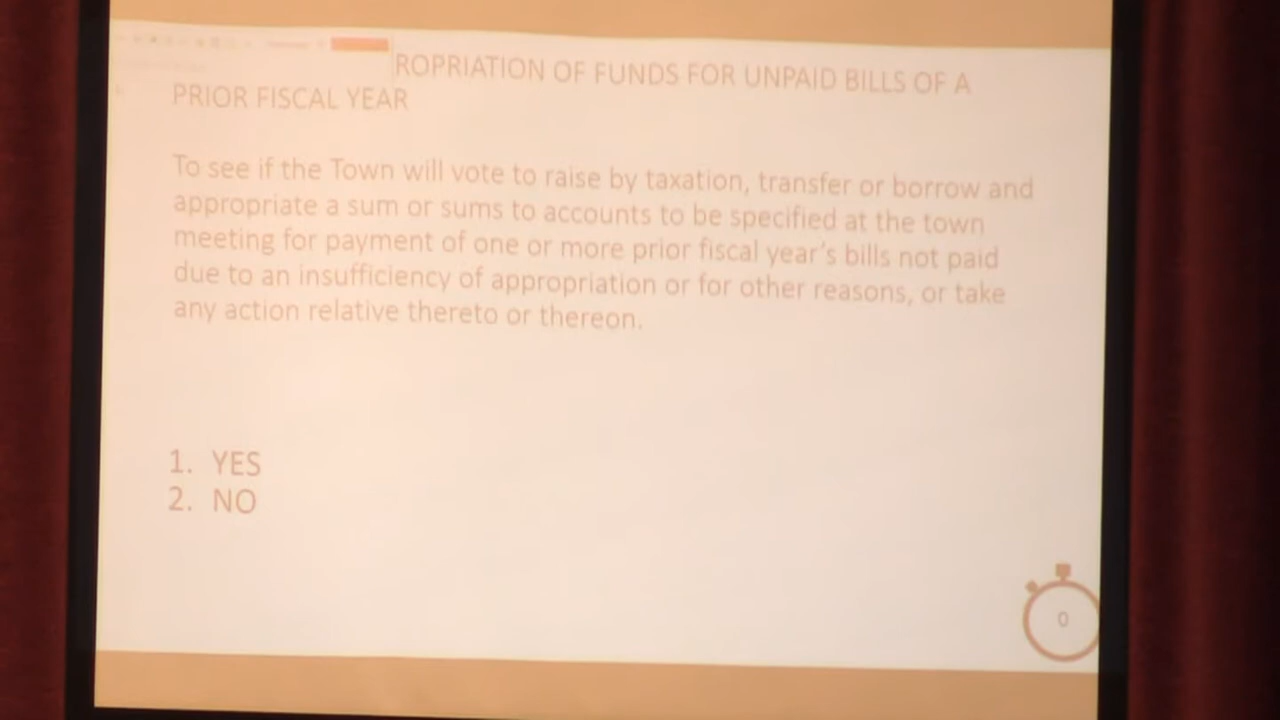 ROPRIATION OF FUNDS FOR UNPAID BILLS OF A
PRIOR FISCAL YEAR
To see if the Town will vote to raise by taxation, transfer or borrow and
appropriate a sum or sums to accounts to be specified at the town
meeting for payment of one or more prior fiscal year's bills not paid
due to an insufficiency of appropriation or for other reasons, or take
any action relative thereto or thereon.
1. YES
2. NO
0